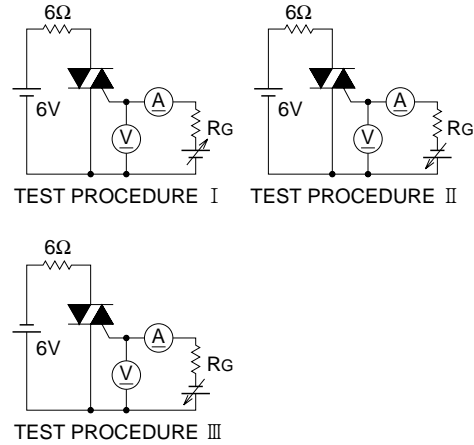 6Ω
6V
A
V
RG
TEST PROCEDURE Ⅰ
6Ω
6V
A
V
RG
TEST PROCEDURE Ⅱ
6Ω
6V
A
V
RG
TEST PROCEDURE Ⅲ